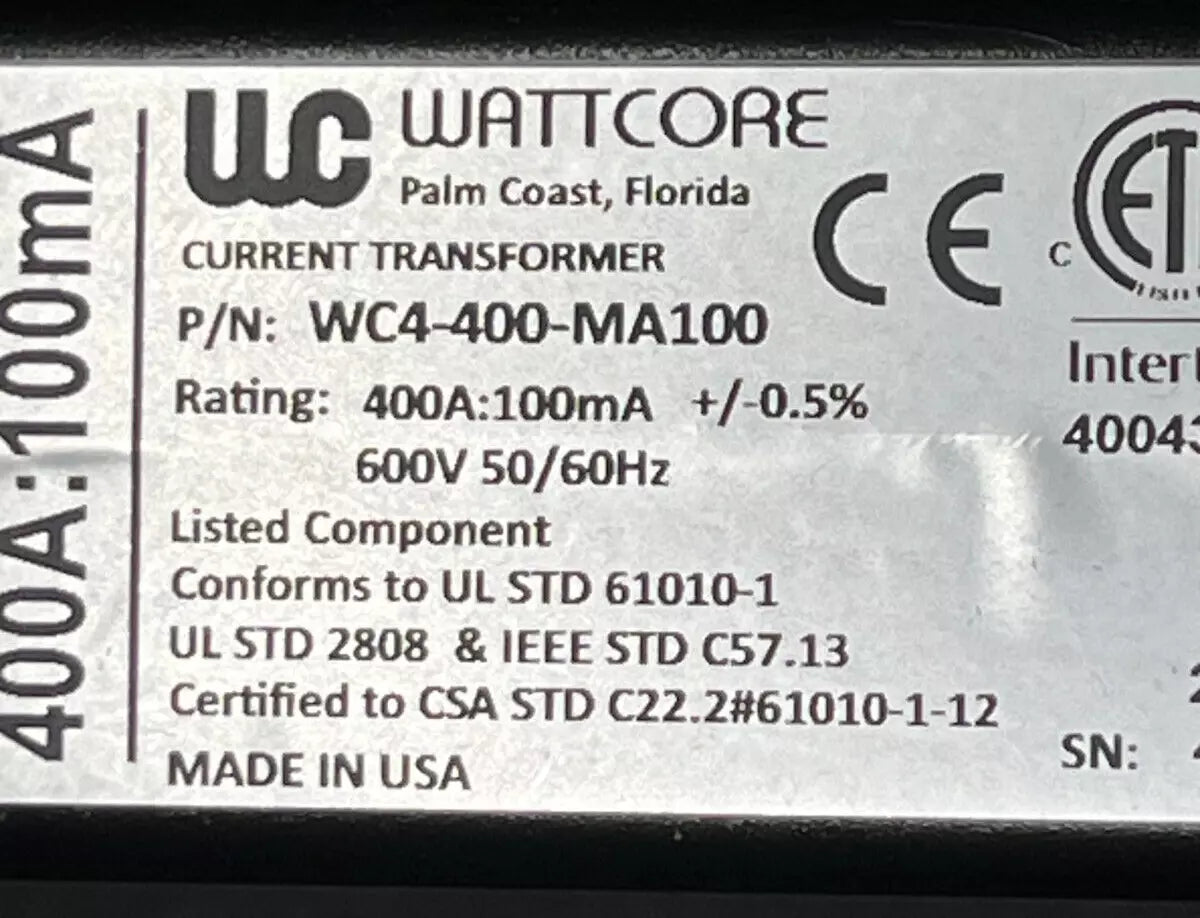 400A:100mA
WC WATTCORE
Palm Coast, Florida
CURRENT TRANSFORMER
P/N: WC4-400-MA100
Rating: 400A:100mA +/-0.5%
600V 50/60Hz
Listed Component
Conforms to UL STD 61010-1
UL STD 2808 & IEEE STD C57.13
Certified to CSA STD C22.2#61010-1-12
MADE IN USA
CE
C ETL
SN: